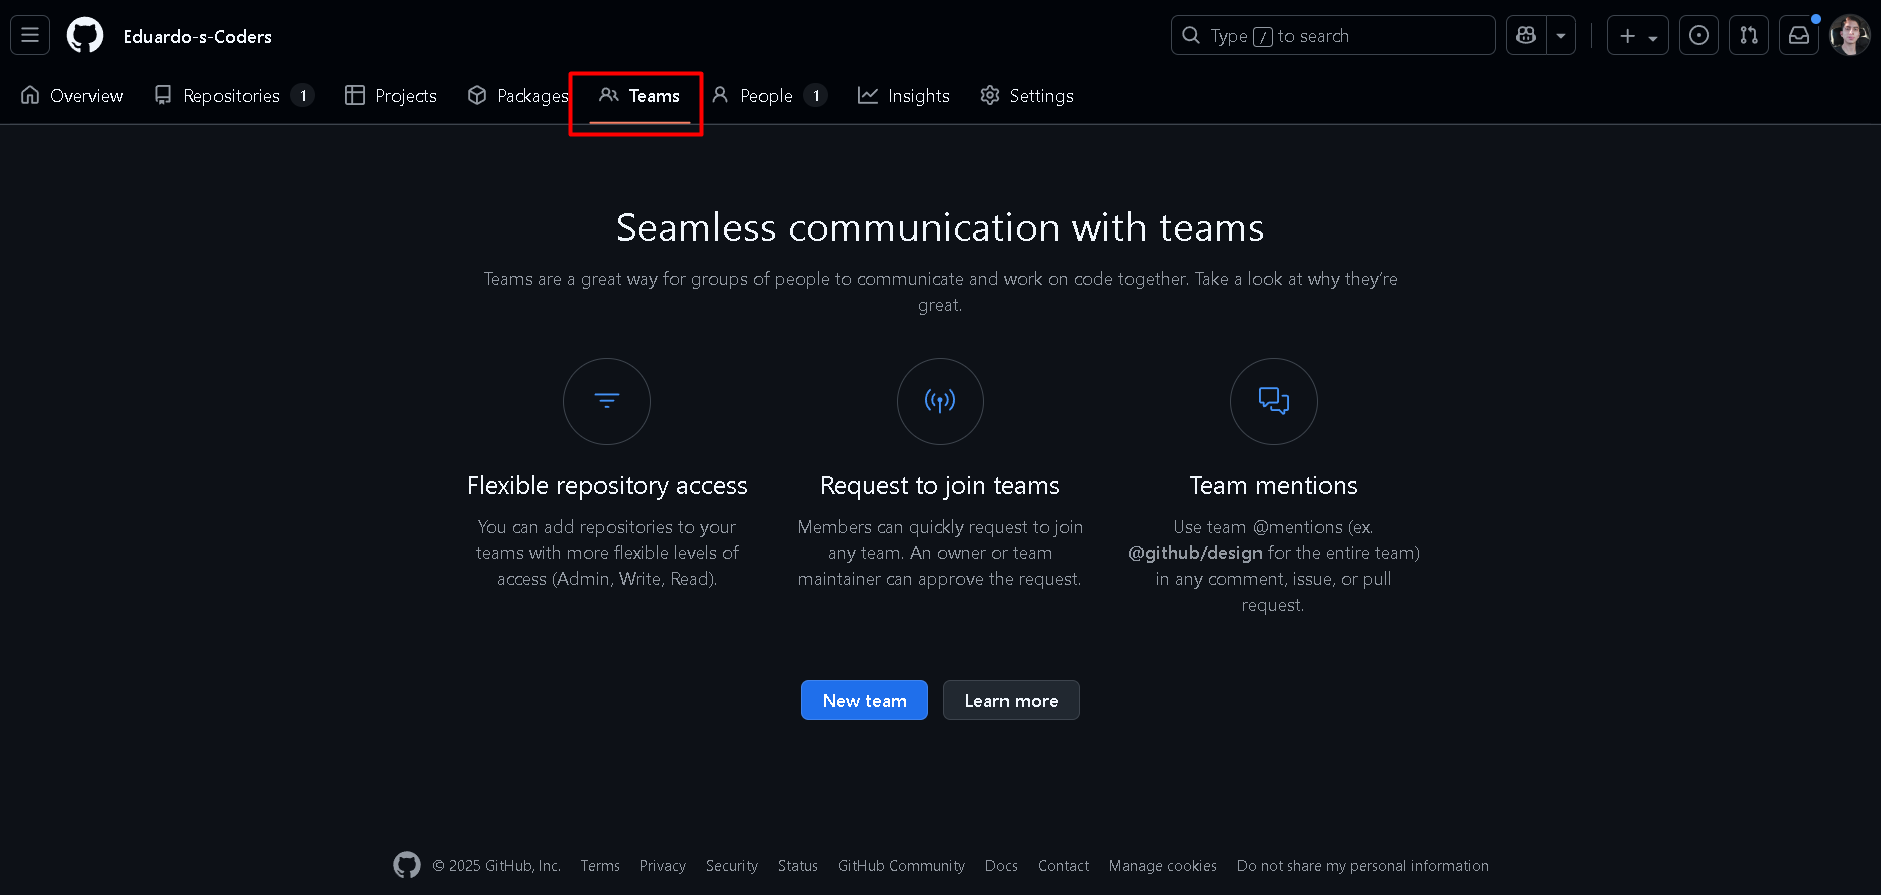 Eduardo-s-Coders
Type / to search
Overview Repositories 1 Projects Packages Teams People 1 Insights Settings
Seamless communication with teams
Teams are a great way for groups of people to communicate and work on code together. Take a look at why they're
great.
Flexible repository access
You can add repositories to your
teams with more flexible levels of
access (Admin, Write, Read).
Request to join teams
Members can quickly request to join
any team. An owner or team
maintainer can approve the request.
Team mentions
Use team @mentions (ex.
@github/design for the entire team)
in any comment, issue, or pull
request.
New team Learn more
© 2025 GitHub, Inc. Terms Privacy Security Status GitHub Community Docs Contact Manage cookies Do not share my personal information